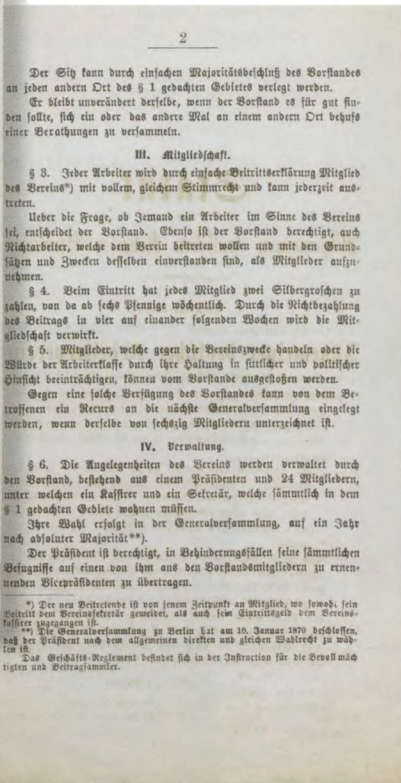 2
Der Sitz kann durch einfachen Majoritätsbeschluß des Vorstandes
an jeden andern Ort des § 1 gedachten Gebietes verlegt werden.
Er bleibt unverändert derselbe, wenn der Vorstand es für gut fin-
den sollte, sich ein oder das andere Mal an einem andern Ort behufs
einer Berathungen zu versammeln.
III. Mitgliedschaft.
§ 3. Jeder Arbeiter wird durch einfache Beitrittserklärung Mitglied
des Vereins*) mit vollem, gleichem Stimmrecht und kann jederzeit aus-
treten.
Ueber die Frage, ob Jemand ein Arbeiter im Sinne des Vereins
sei, entscheidet der Vorstand. Ebenso ist der Vorstand berechtigt, auch
Nichtarbeiter, welche dem Verein beitreten wollen und mit den Grund-
sätzen und Zwecken desselben einverstanden sind, als Mitglieder aufzu-
nehmen.
§ 4. Beim Eintritt hat jedes Mitglied zwei Silbergroschen zu
zahlen, von da ab sechs Pfennige wöchentlich. Durch die Nichtbezahlung
des Beitrags in vier auf einander folgenden Wochen wird die Mit-
gliedschaft verwirkt.
§ 5. Mitglieder, welche gegen die Vereinszwecke handeln oder die
Würde der Arbeiterklasse durch ihre Haltung in sittlicher und politischer
Hinsicht beeinträchtigen, können vom Vorstande ausgestoßen werden.
Gegen eine solche Verfügung des Vorstandes kann von dem Be-
troffenen ein Recurs an die nächste Generalversammlung eingelegt
werden, wenn derselbe von sechszig Mitgliedern unterzeichnet ist.
IV. Verwaltung.
§ 6. Die Angelegenheiten des Vereins werden verwaltet durch
den Vorstand, bestehend aus einem Präsidenten und 24 Mitgliedern,
unter welchen ein Kassirer und ein Sekretär, welche sämmtlich in dem
§ 1 gedachten Gebiete wohnen müssen.
Ihre Wahl erfolgt in der Generalversammlung, auf ein Jahr
nach absoluter Majorität**).
Der Präsident ist berechtigt, in Behinderungsfällen seine sämmtlichen
Befugnisse auf einen von ihm aus den Vorstandsmitgliedern zu ernen-
nenden Vicepräsidenten zu übertragen.
*) Der neu Beitretende ist von jenem Zeitpunkt an Mitglied, wo sowohl sein
Beitritt dem Vereinssekretär gemeldet, als auch sein Eintrittsgeld dem Vereins-
kassirer zugegangen ist.
**) Die Generalversammlung zu Berlin hat am 10. Januar 1870 beschlossen,
daß der Präsident nach dem allgemeinen direkten und gleichen Wahlrecht zu wäh-
len ist.
Das Geschäfts-Reglement befindet sich in der Instruction für die Bevollmäch
tigten und Beitragsammler.